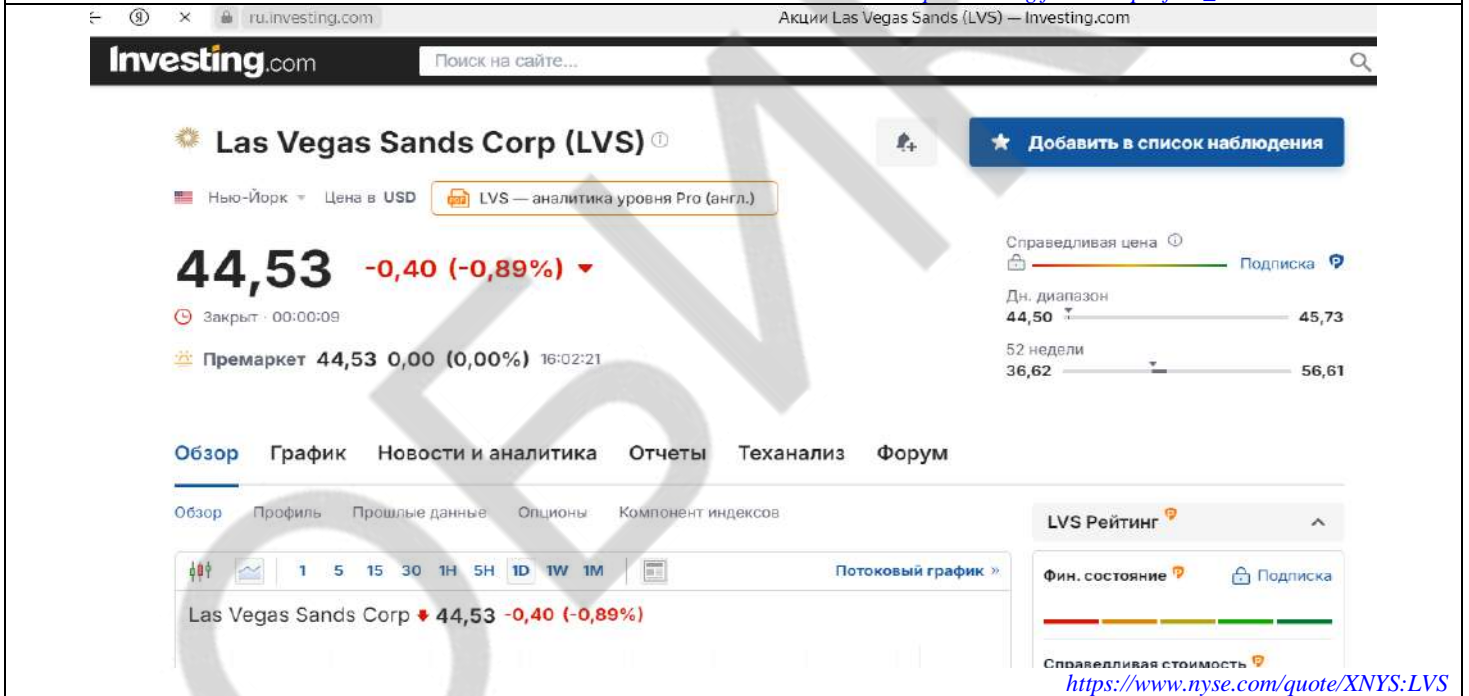 ru.investing.com Акции Las Vegas Sands (LVS) — Investing.com
Investing.com Поиск на сайте...
Las Vegas Sands Corp (LVS)
Добавить в список наблюдения
Нью-Йорк Цена в USD LVS — аналитика уровня Pro (англ.)
44,53 -0,40 (-0,89%)
Справедливая цена
Подписка
Закрыт · 00:00:09
Дн. диапазон
44,50 45,73
Премаркет 44,53 0,00 (0,00%) 16:02:21
52 недели
36,62 56,61
Обзор График Новости и аналитика Отчеты Теханализ Форум
Обзор Профиль Прошлые данные Опционы Компонент индексов
LVS Рейтинг
1 5 15 30 1H 5H 1D 1W 1M Потоковый график »
Фин. состояние Подписка
Las Vegas Sands Corp 44,53 -0,40 (-0,89%)
Справедливая стоимость
https://www.nyse.com/quote/XNYS:LVS